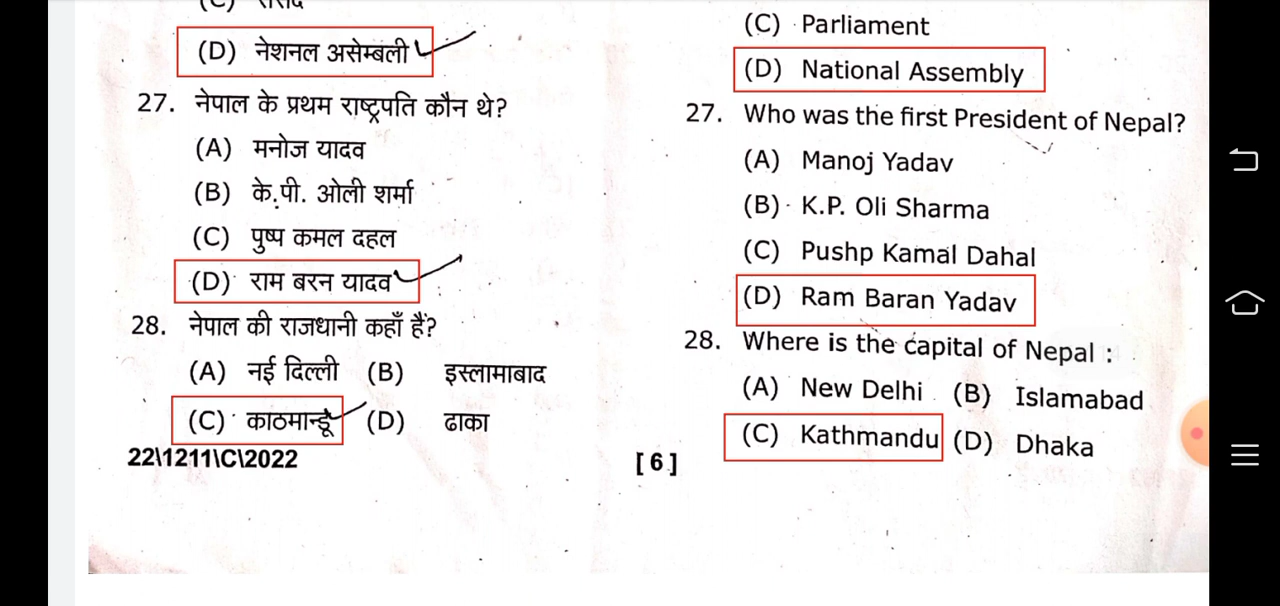 (C) संसद
(D) नेशनल असेम्बली
27. नेपाल के प्रथम राष्ट्रपति कौन थे?
(A) मनोज यादव
(B) के.पी. ओली शर्मा
(C) पुष्प कमल दहल
(D) राम बरन यादव
28. नेपाल की राजधानी कहाँ हैं?
(A) नई दिल्ली (B) इस्लामाबाद
(C) काठमान्डू (D) ढाका
22\1211\C\2022
[6]
(C) Parliament
(D) National Assembly
27. Who was the first President of Nepal?
(A) Manoj Yadav
(B) K.P. Oli Sharma
(C) Pushp Kamal Dahal
(D) Ram Baran Yadav
28. Where is the capital of Nepal :
(A) New Delhi (B) Islamabad
(C) Kathmandu (D) Dhaka